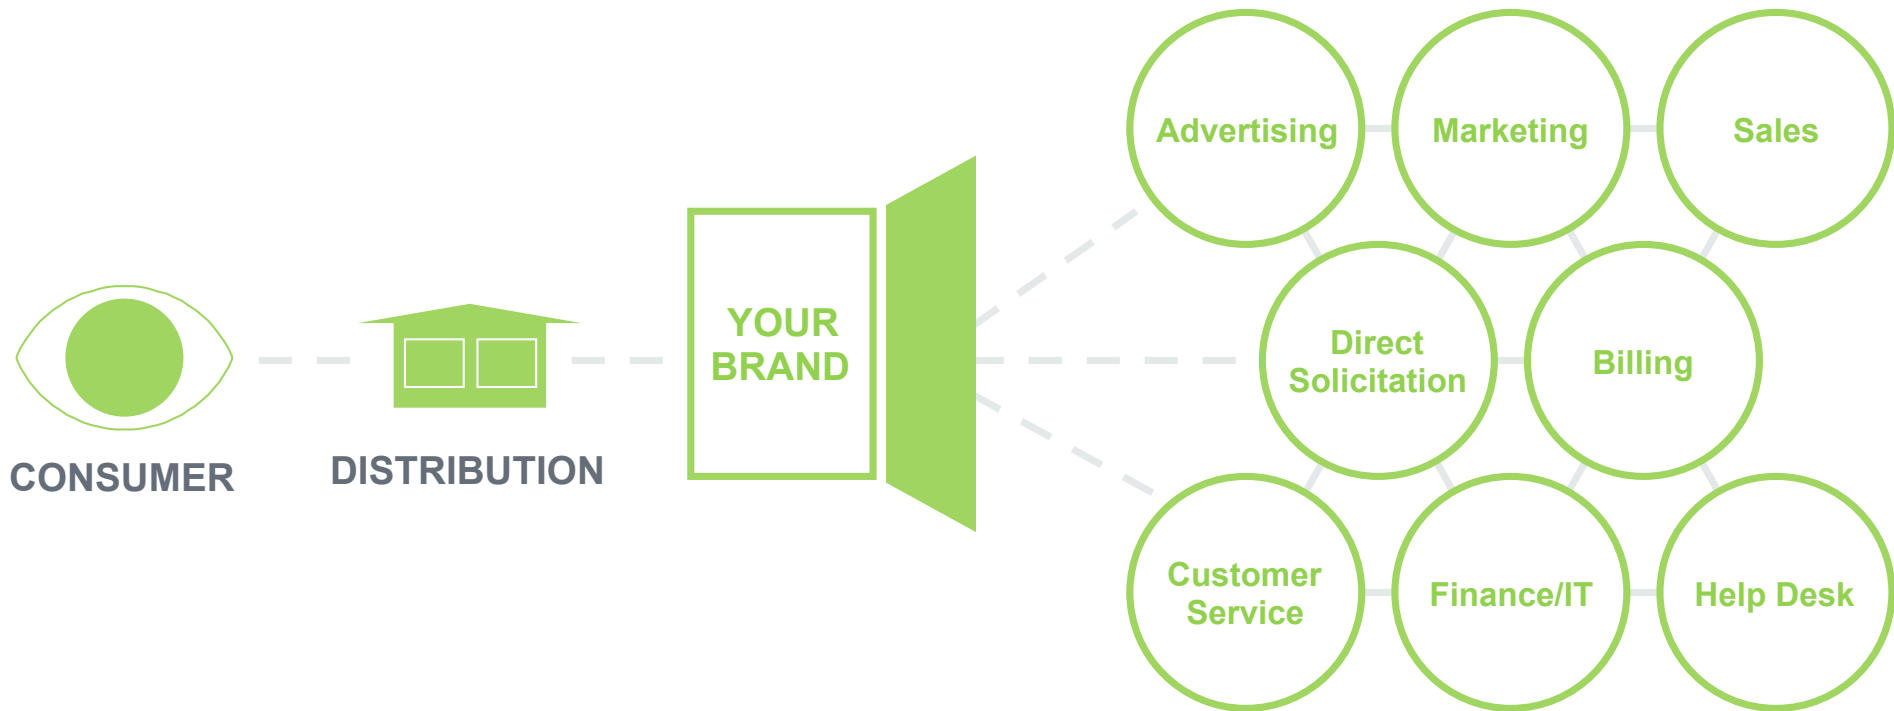 CONSUMER
DISTRIBUTION
YOUR
BRAND
Advertising
Marketing
Sales
Direct
Solicitation
Billing
Customer
Service
Finance/IT
Help Desk